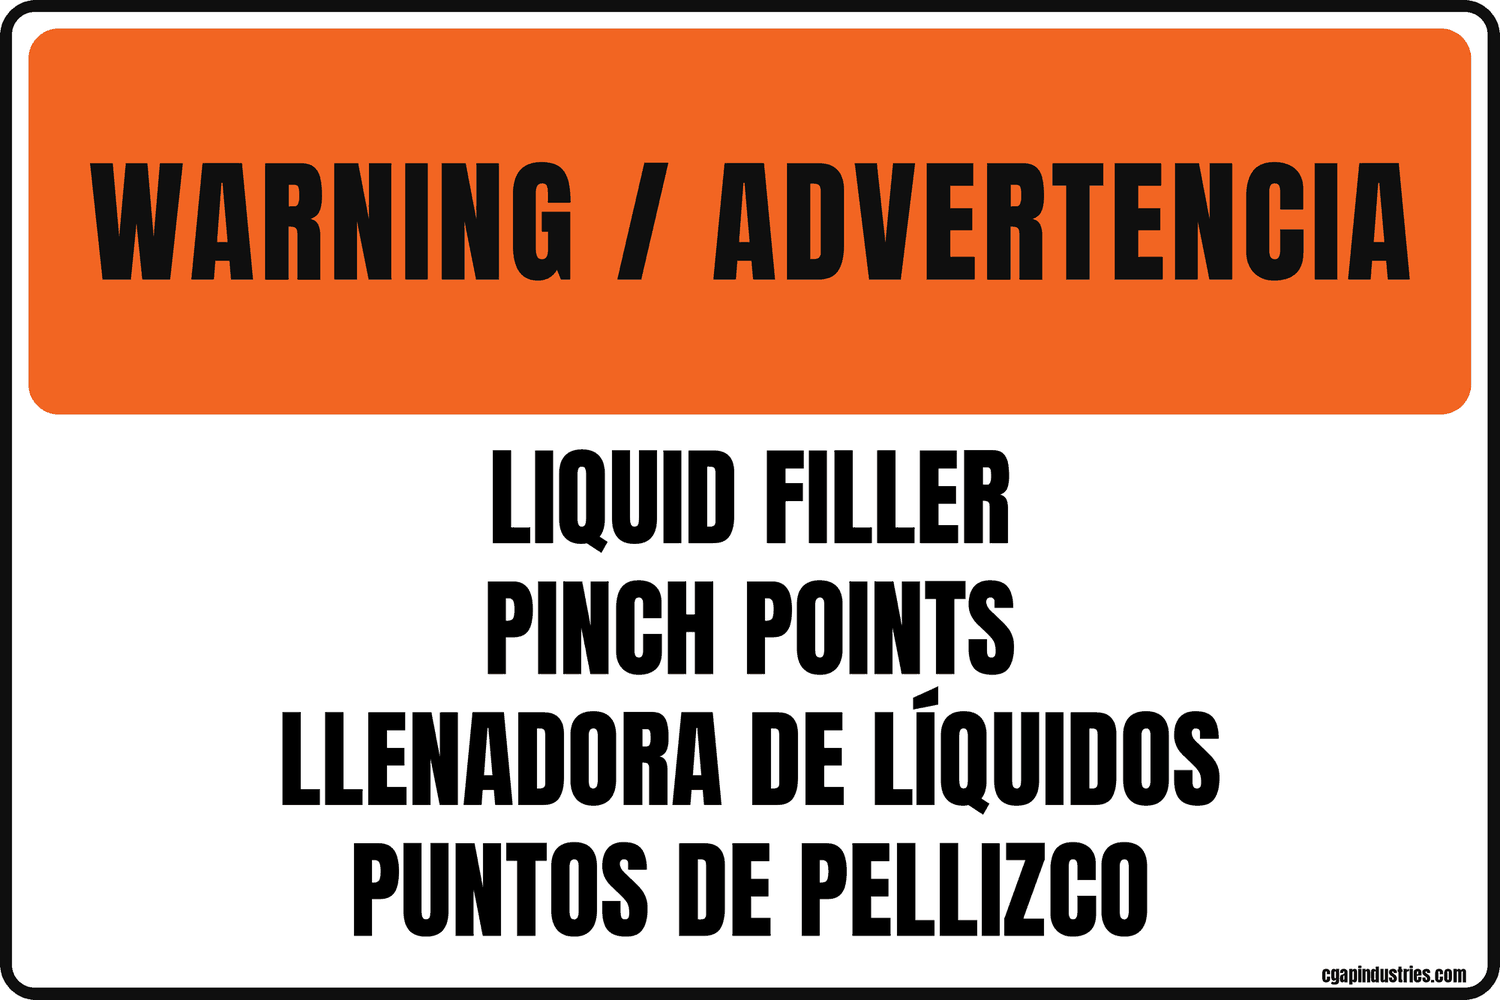 WARNING / ADVERTENCIA
LIQUID FILLER
PINCH POINTS
LLENADORA DE LÍQUIDOS
PUNTOS DE PELLIZCO
cgapindustries.com